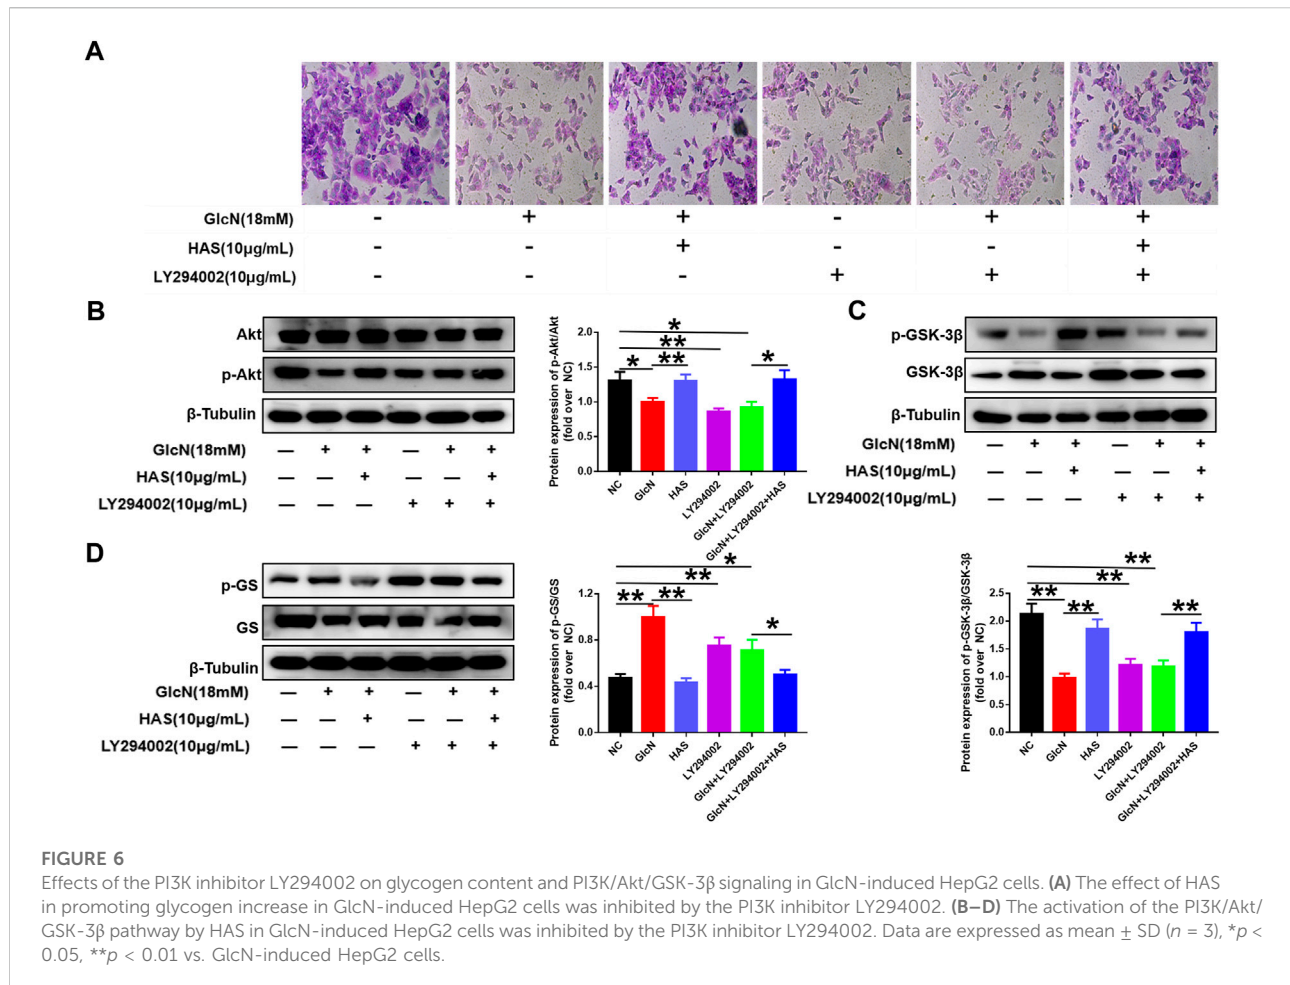 A
GlcN(18mM) - + + - + +
HAS(10μg/mL) - - + - - +
LY294002(10μg/mL) - - - + + +
B
Akt
p-Akt
β-Tubulin
GlcN(18mM) — + + — + +
HAS(10μg/mL) — — + — — +
LY294002(10μg/mL) — — — + + +
Protein expression of p-Akt/Akt
(fold over NC)
2.0
1.5
1.0
0.5
0.0
*
**
* ** *
NC
GlcN
HAS
LY294002
GlcN+LY294002
GlcN+LY294002+HAS
C
p-GSK-3β
GSK-3β
β-Tubulin
GlcN(18mM) — + + — + +
HAS(10μg/mL) — — + — — +
LY294002(10μg/mL) — — — + + +
D
p-GS
GS
β-Tubulin
GlcN(18mM) — + + — + +
HAS(10μg/mL) — — + — — +
LY294002(10μg/mL) — — — + + +
Protein expression of p-GS/GS
(fold over NC)
1.2
0.8
0.4
0.0
*
**
** **
*
NC
GlcN
HAS
LY294002
GlcN+LY294002
GlcN+LY294002+HAS
Protein expression of p-GSK-3β/GSK-3β
(fold over NC)
2.5
2.0
1.5
1.0
0.5
0.0
**
**
** ** **
NC
GlcN
HAS
LY294002
GlcN+LY294002
GlcN+LY294002+HAS
FIGURE 6
Effects of the PI3K inhibitor LY294002 on glycogen content and PI3K/Akt/GSK-3β signaling in GlcN-induced HepG2 cells. (A) The effect of HAS
in promoting glycogen increase in GlcN-induced HepG2 cells was inhibited by the PI3K inhibitor LY294002. (B–D) The activation of the PI3K/Akt/
GSK-3β pathway by HAS in GlcN-induced HepG2 cells was inhibited by the PI3K inhibitor LY294002. Data are expressed as mean ± SD (n = 3), *p <
0.05, **p < 0.01 vs. GlcN-induced HepG2 cells.